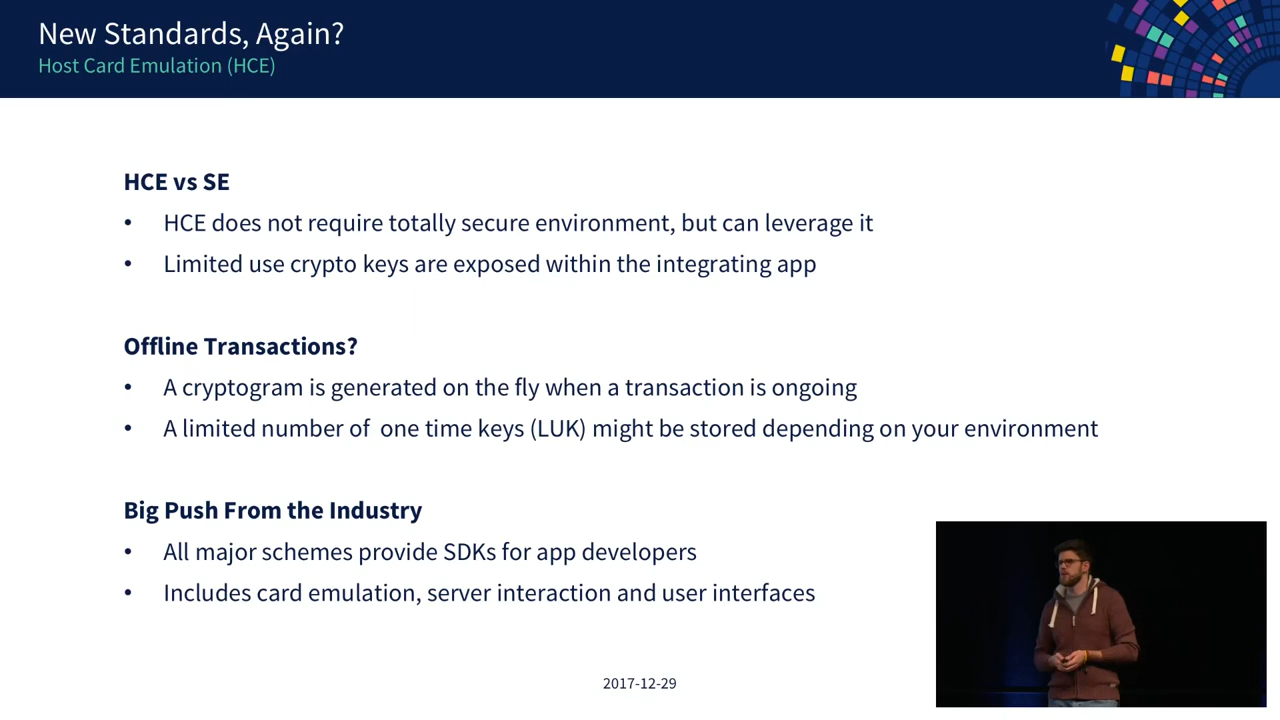 New Standards, Again?
Host Card Emulation (HCE)
HCE vs SE
• HCE does not require totally secure environment, but can leverage it
• Limited use crypto keys are exposed within the integrating app
Offline Transactions?
• A cryptogram is generated on the fly when a transaction is ongoing
• A limited number of  one time keys (LUK) might be stored depending on your environment
Big Push From the Industry
• All major schemes provide SDKs for app developers
• Includes card emulation, server interaction and user interfaces
2017-12-29